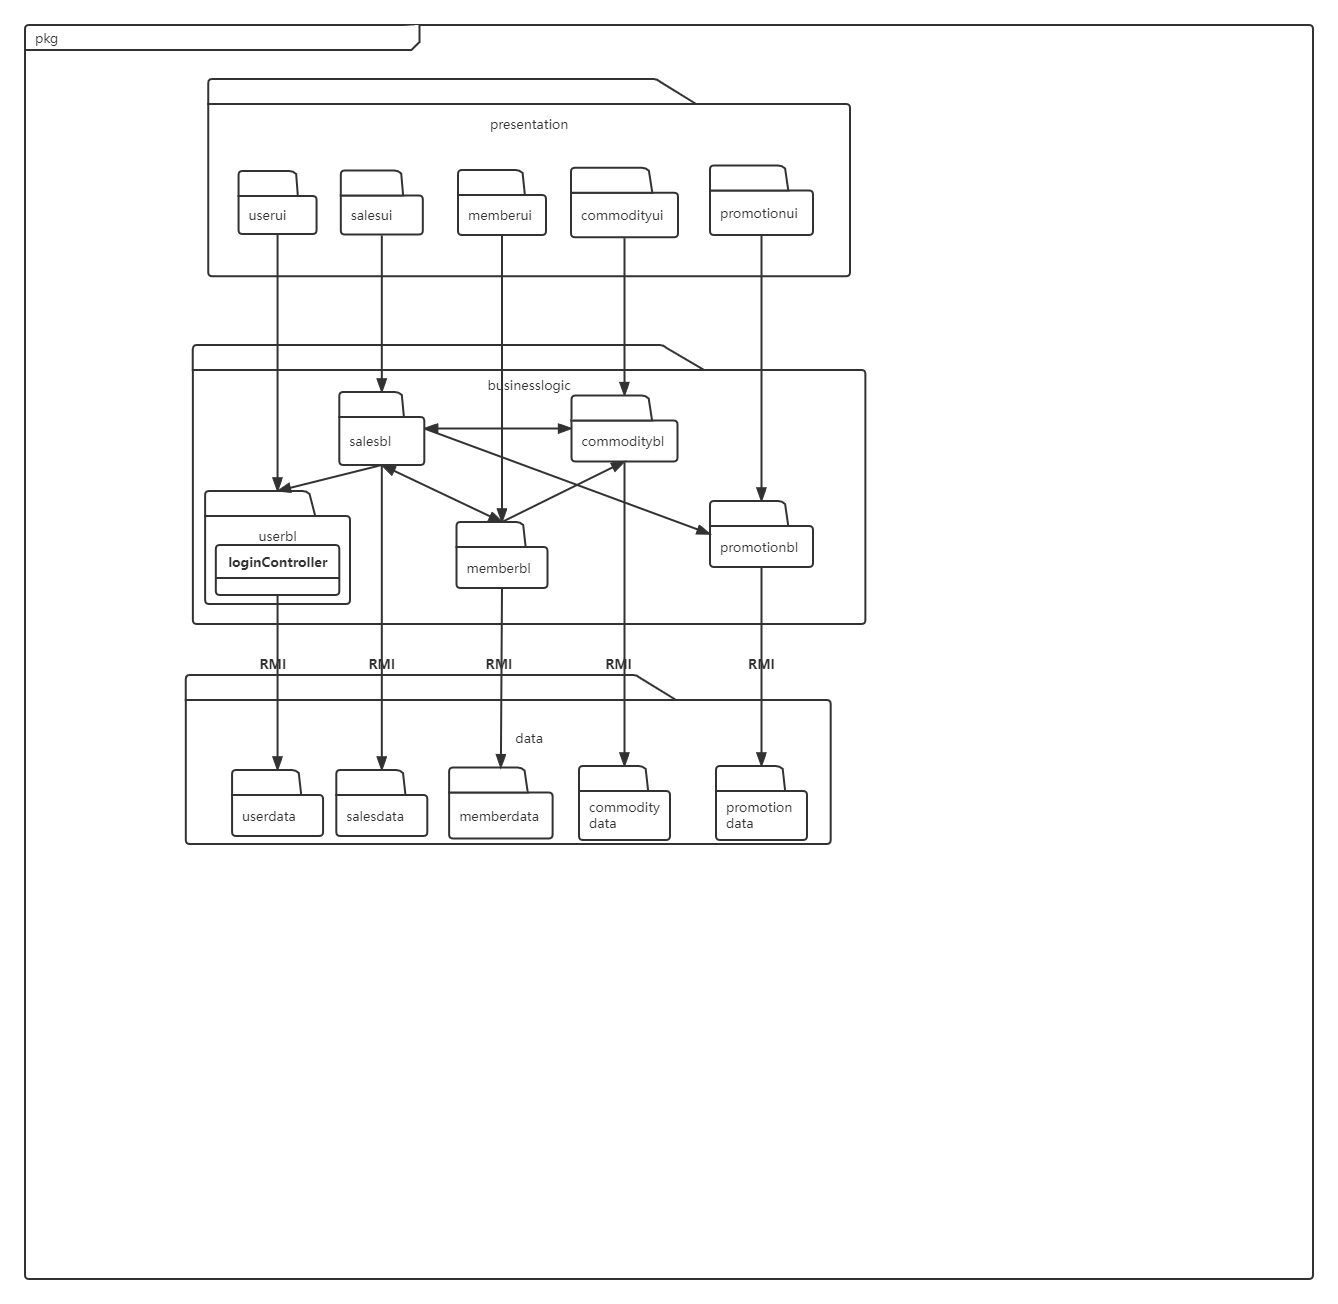 pkg
presentation
userui
salesui
memberui
commodityui
promotionui
businesslogic
salesbl
commoditybl
userbl
loginController
memberbl
promotionbl
RMI
RMI
RMI
RMI
RMI
data
userdata
salesdata
memberdata
commodity
data
promotion
data